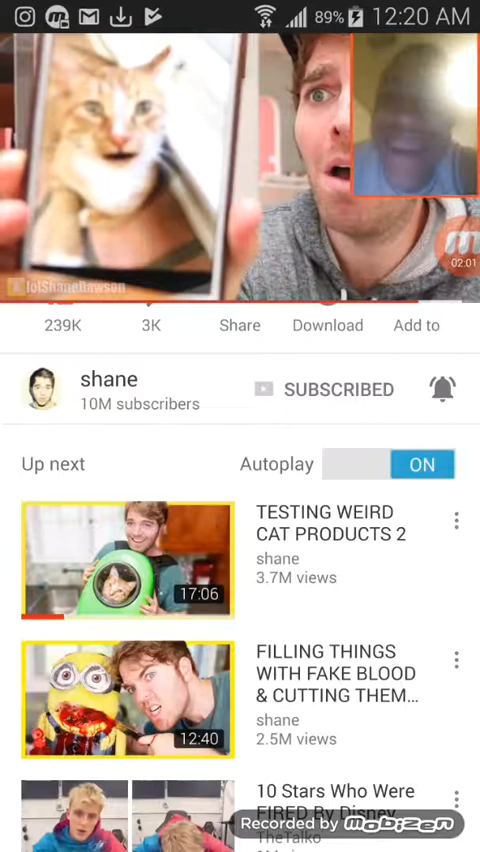 89% 12:20 AM
02:01
lolShaneDawson
239K
3K
Share
Download
Add to
shane
SUBSCRIBED
10M subscribers
Up next
Autoplay
ON
TESTING WEIRD
CAT PRODUCTS 2
shane
3.7M views
17:06
FILLING THINGS
WITH FAKE BLOOD
& CUTTING THEM...
shane
2.5M views
12:40
10 Stars Who Were
FIRED By Disney
TheTalko
Recorded by mobizen